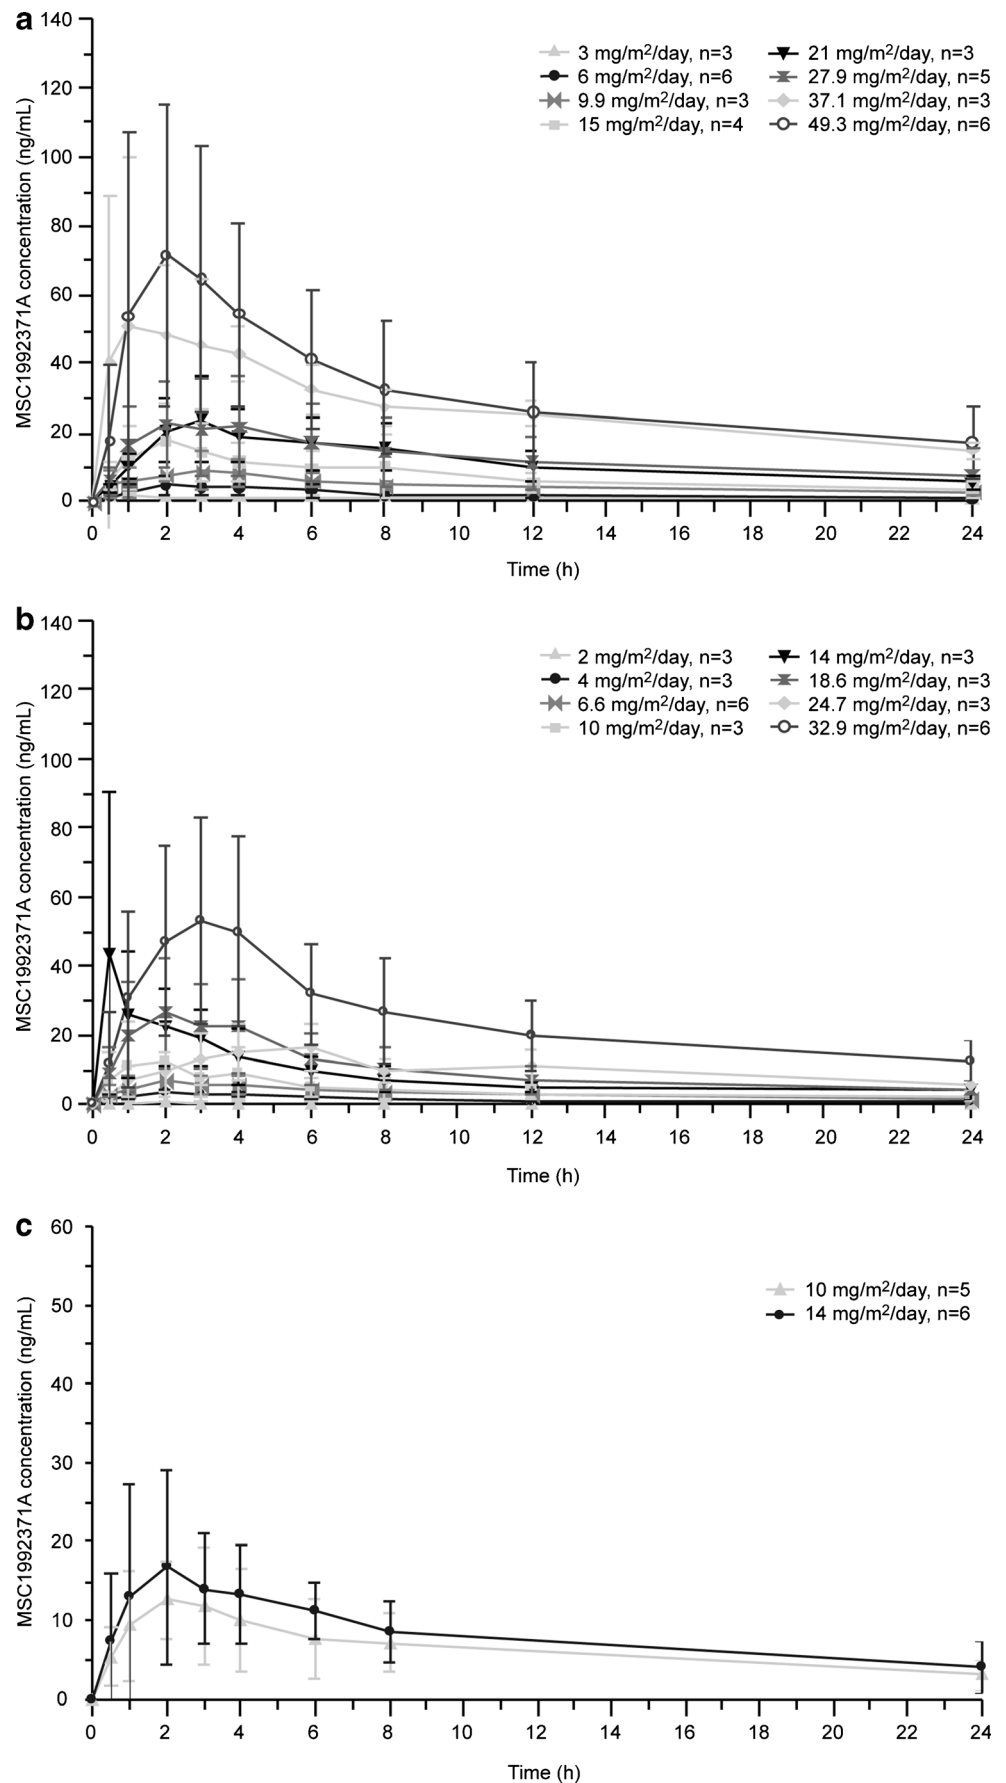 a
MSC1992371A concentration (ng/mL)
140
120
100
80
60
40
20
0
3 mg/m²/day, n=3
6 mg/m²/day, n=6
9.9 mg/m²/day, n=3
15 mg/m²/day, n=4
21 mg/m²/day, n=3
27.9 mg/m²/day, n=5
37.1 mg/m²/day, n=3
49.3 mg/m²/day, n=6
0 2 4 6 8 10 12 14 16 18 20 22 24
Time (h)
b
MSC1992371A concentration (ng/mL)
140
120
100
80
60
40
20
0
2 mg/m²/day, n=3
4 mg/m²/day, n=3
6.6 mg/m²/day, n=6
10 mg/m²/day, n=3
14 mg/m²/day, n=3
18.6 mg/m²/day, n=3
24.7 mg/m²/day, n=3
32.9 mg/m²/day, n=6
0 2 4 6 8 10 12 14 16 18 20 22 24
Time (h)
c
MSC1992371A concentration (ng/mL)
60
50
40
30
20
10
0
10 mg/m²/day, n=5
14 mg/m²/day, n=6
0 2 4 6 8 10 12 14 16 18 20 22 24
Time (h)